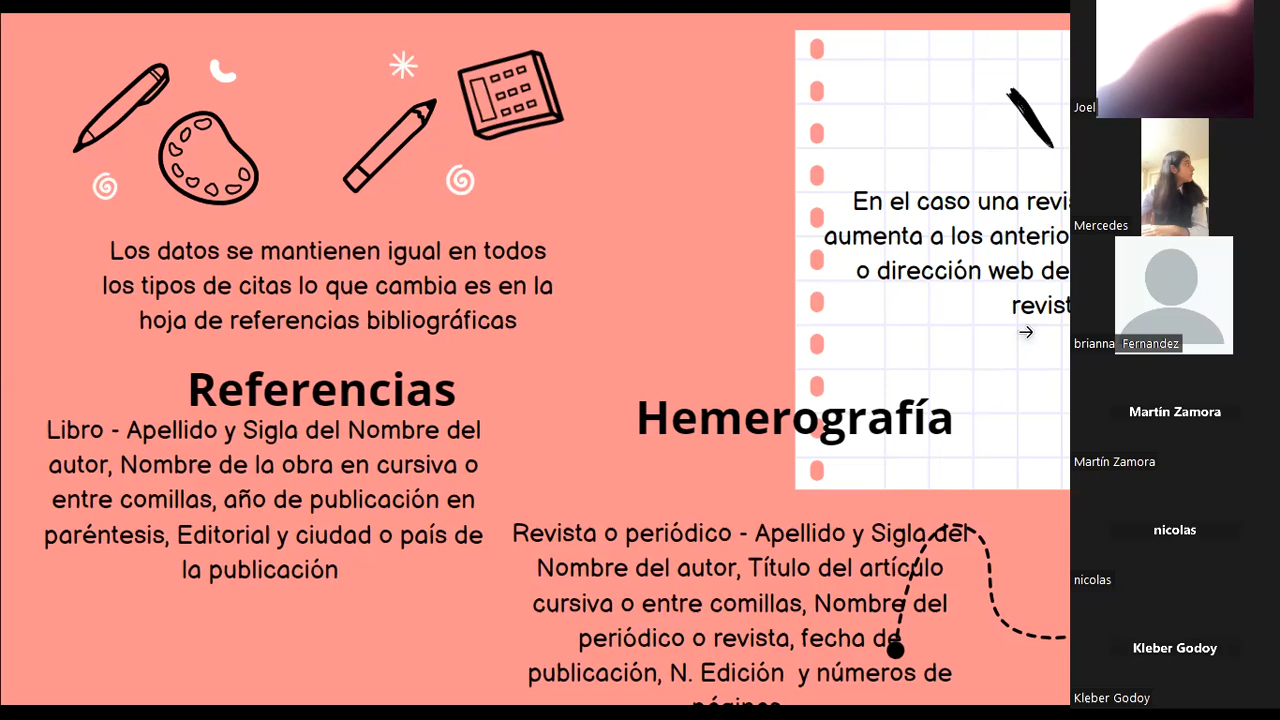 Los datos se mantienen igual en todos
los tipos de citas lo que cambia es en la
hoja de referencias bibliográficas
Referencias
Libro - Apellido y Sigla del Nombre del
autor, Nombre de la obra en cursiva o
entre comillas, año de publicación en
paréntesis, Editorial y ciudad o país de
la publicación
Hemerografía
Revista o periódico - Apellido y Sigla del
Nombre del autor, Título del artículo
cursiva o entre comillas, Nombre del
periódico o revista, fecha de
publicación, N. Edición y números de
páginas
En el caso una revis
aumenta a los anterio
o dirección web de
revist
Joel
Mercedes
brianna Fernandez
Martín Zamora
Martín Zamora
nicolas
nicolas
Kleber Godoy
Kleber Godoy